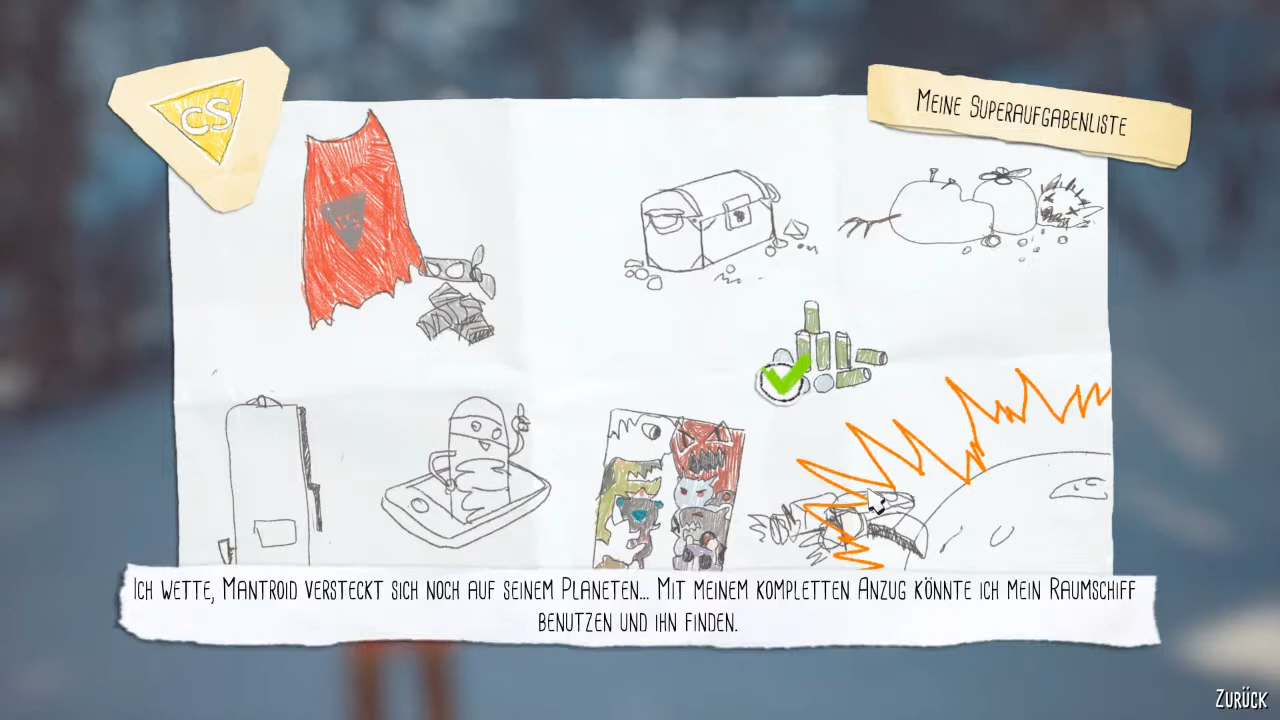 CS
Meine Superaufgabenliste
Ich wette, Mantroid versteckt sich noch auf seinem Planeten... Mit meinem kompletten Anzug könnte ich mein Raumschiff
benutzen und ihn finden.
Zurück